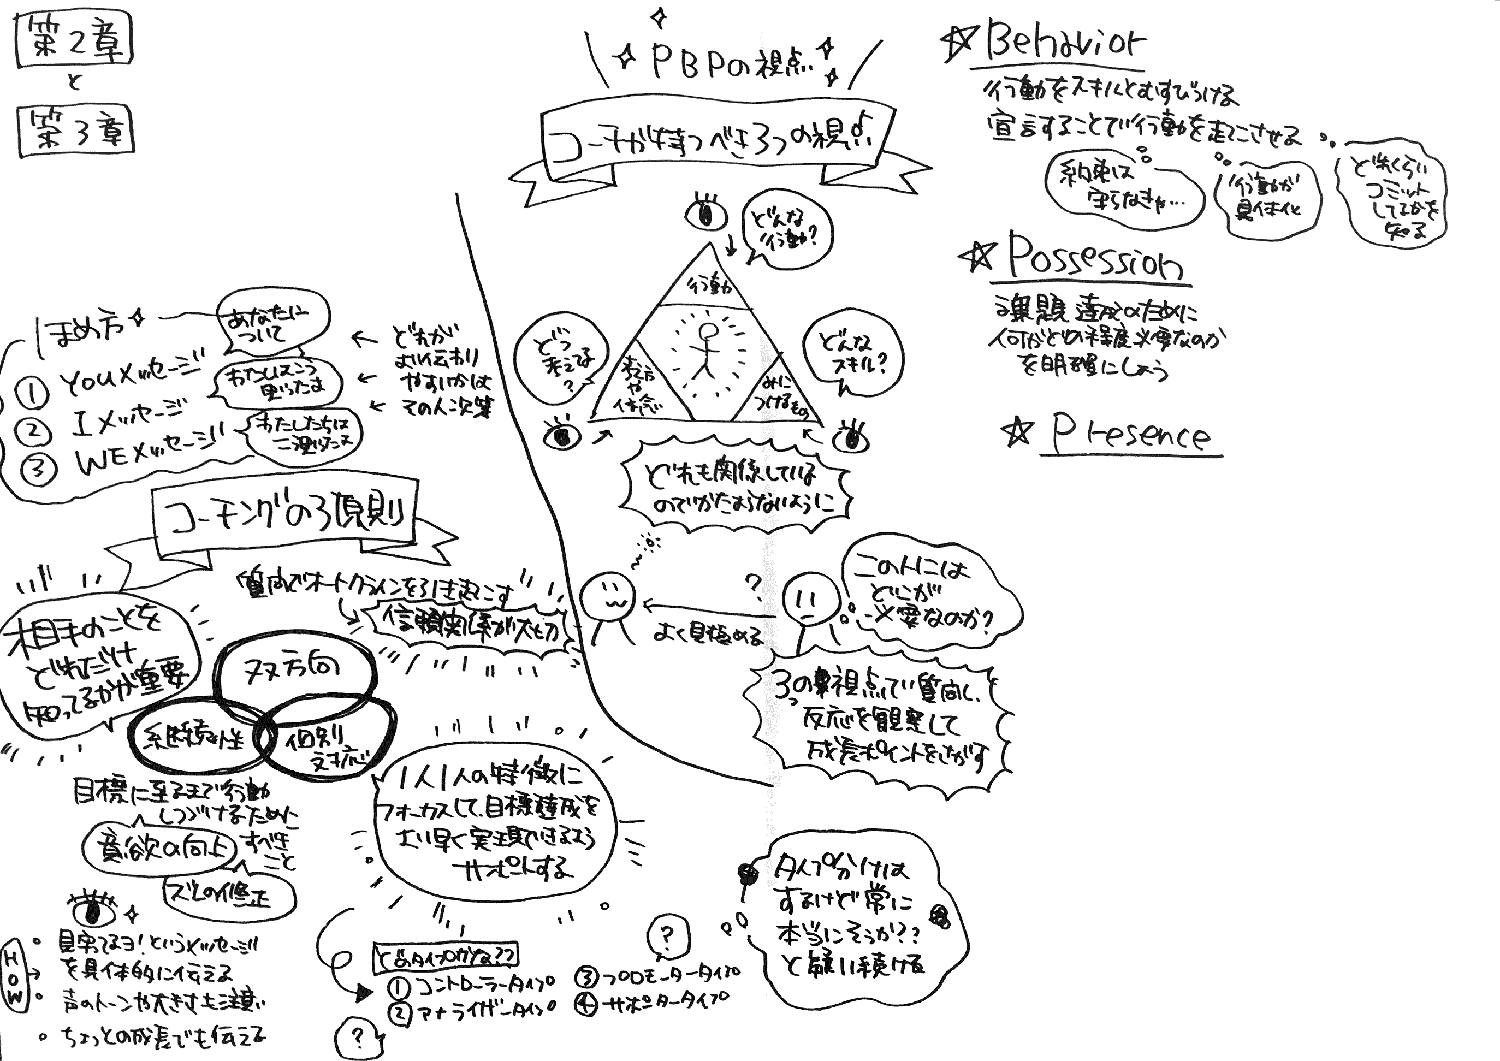 第2章
と
第3章
ほめ方
あなたに
ついて
① YOUメッセージ
わたしはこう
思ったよ
② Iメッセージ
わたしたちは
③ WEメッセージ
どれが
より伝わり
やすいかは
その人次第
コーチングの3原則
質問でオートクラインを引き起こす
信頼関係が大切
相手のことを
どれだけ
知ってるかが重要
双方向
継続性
個別
対応
目標に至るまで行動
しつづけるために
すべき
こと
意欲の向上
ズレの修正
HOW
見実てるヨ!というメッセージ
を具体的に伝える
声のトーンや大きさも注意
ちょっとの成長でも伝える
1人1人の特徴に
フォーカスして、目標達成を
より早く実現できるよう
サポートする
どのタイプかな??
① コントローラータイプ
② アナライザータイプ
③ プロモータータイプ
④ サポータータイプ
?
?
タイプ分けは
するけど常に
本当にそうか??
と疑い続ける
PBPの視点
コーチが持つべき3つの視点
どんな
行動?
行動
どう
考えてる
?
どんな
スキル?
考え方
や
信念
みに
つけるもの
どれも関係している
のでかたよらないように
?
よく見極める
この人には
どこが
必要なのか?
3つの視点で質問し、
反応を観察して
成長ポイントをさがす
Behavior
行動をスキルとむすびつける
宣言することで行動を起こさせる
約束は
守らなきゃ…
行動が
具体化
どれくらい
コミット
してるかを
知る
Possession
課題達成のために
何がどの程度必要なのか
を明確にしよう
Presence